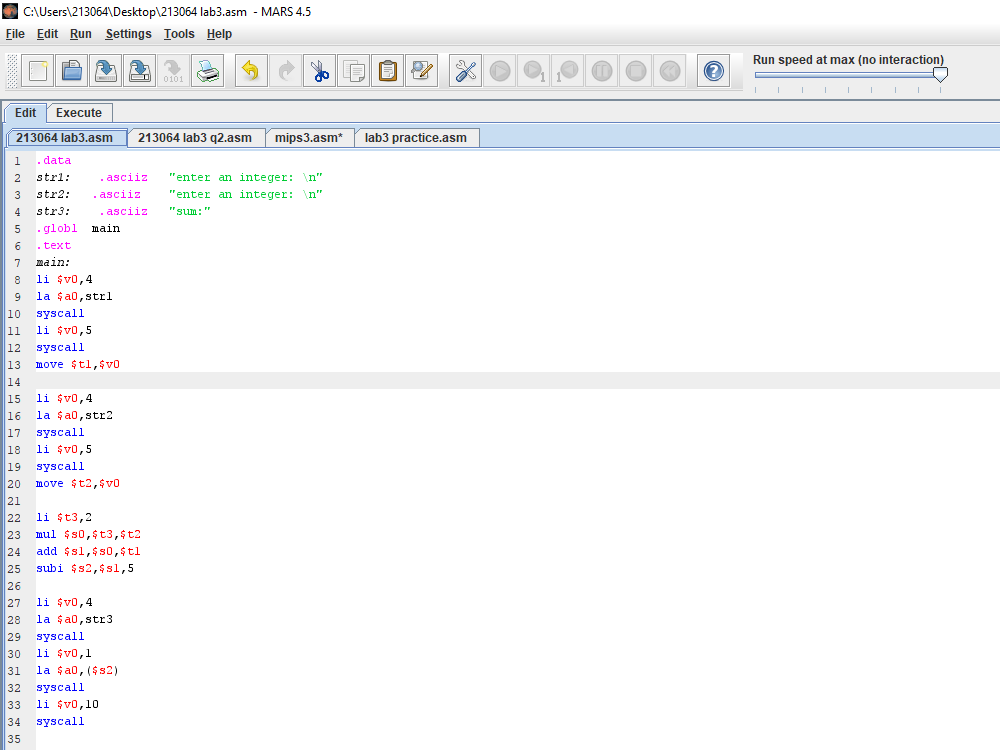 C:\Users\213064\Desktop\213064 lab3.asm - MARS 4.5
File Edit Run Settings Tools Help
0101
1
1
Run speed at max (no interaction)
Edit Execute
213064 lab3.asm 213064 lab3 q2.asm mips3.asm* lab3 practice.asm
1 .data
2 str1: .asciiz "enter an integer: \n"
3 str2: .asciiz "enter an integer: \n"
4 str3: .asciiz "sum:"
5 .globl main
6 .text
7 main:
8 li $v0,4
9 la $a0,str1
10 syscall
11 li $v0,5
12 syscall
13 move $t1,$v0
14
15 li $v0,4
16 la $a0,str2
17 syscall
18 li $v0,5
19 syscall
20 move $t2,$v0
21
22 li $t3,2
23 mul $s0,$t3,$t2
24 add $s1,$s0,$t1
25 subi $s2,$s1,5
26
27 li $v0,4
28 la $a0,str3
29 syscall
30 li $v0,1
31 la $a0,($s2)
32 syscall
33 li $v0,10
34 syscall
35